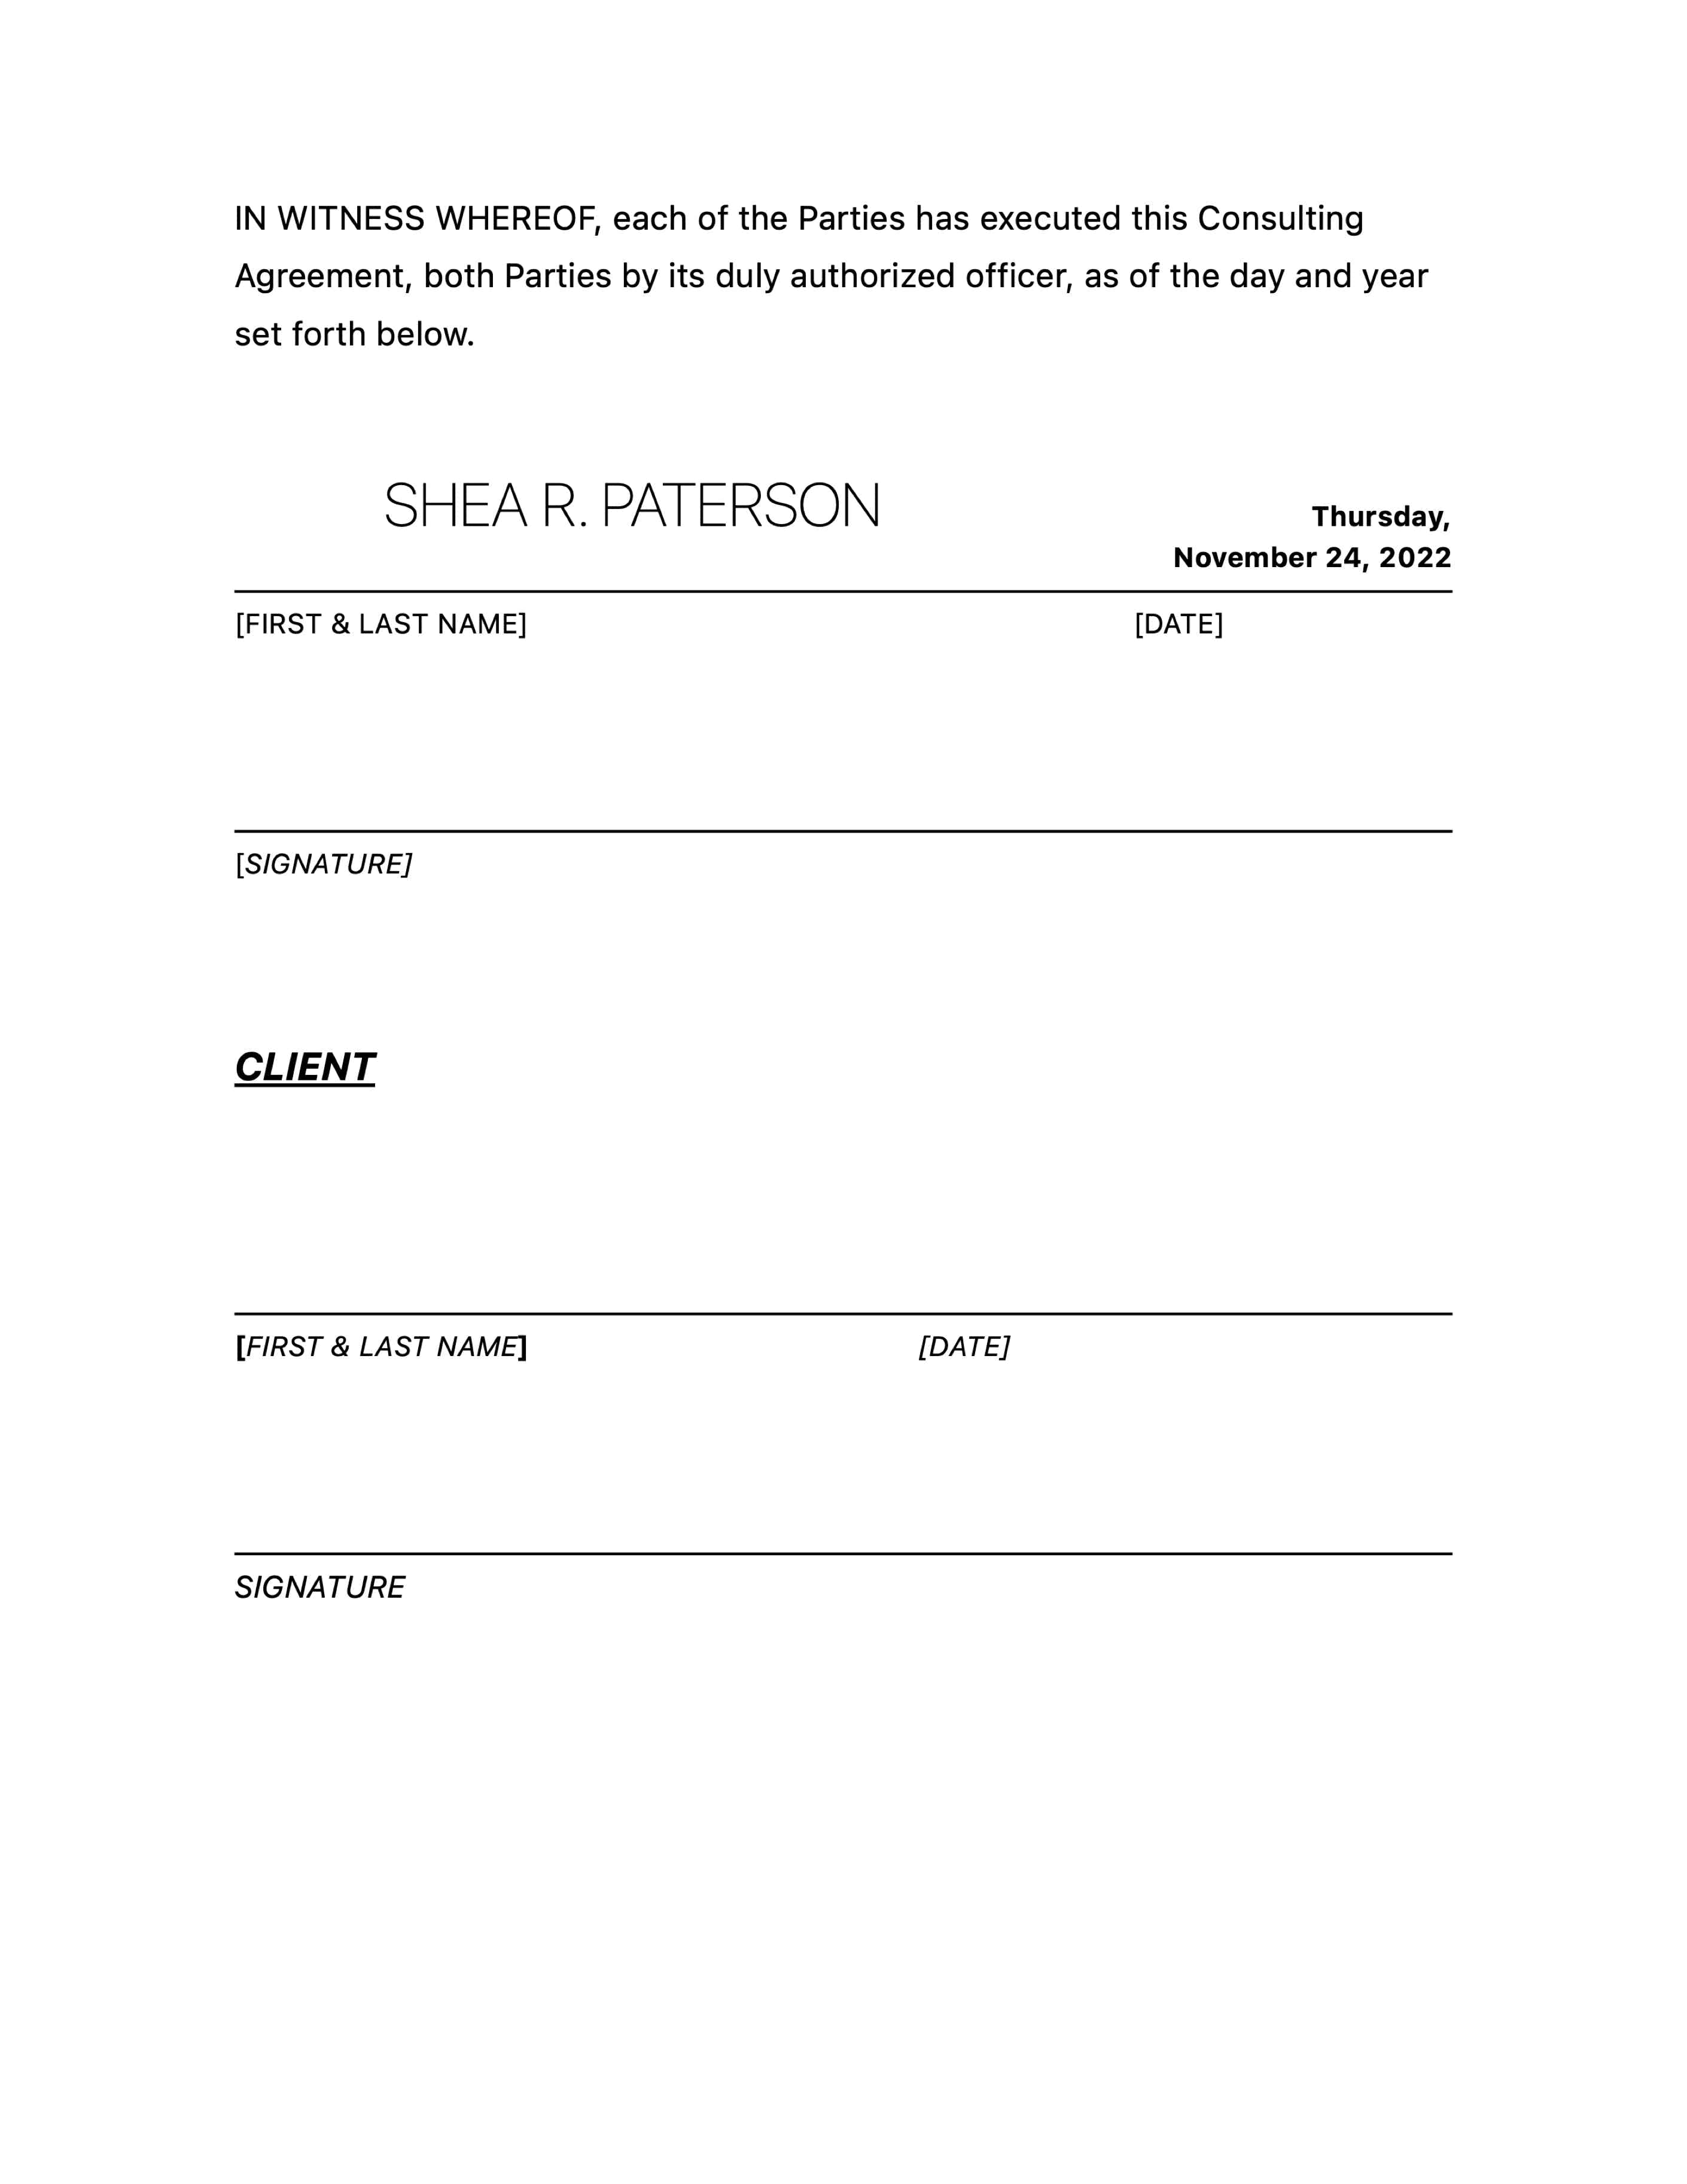 IN WITNESS WHEREOF, each of the Parties has executed this Consulting
Agreement, both Parties by its duly authorized officer, as of the day and year
set forth below.
SHEA R. PATERSON
Thursday,
November 24, 2022
[FIRST & LAST NAME] [DATE]
[SIGNATURE]
CLIENT
[FIRST & LAST NAME] [DATE]
SIGNATURE